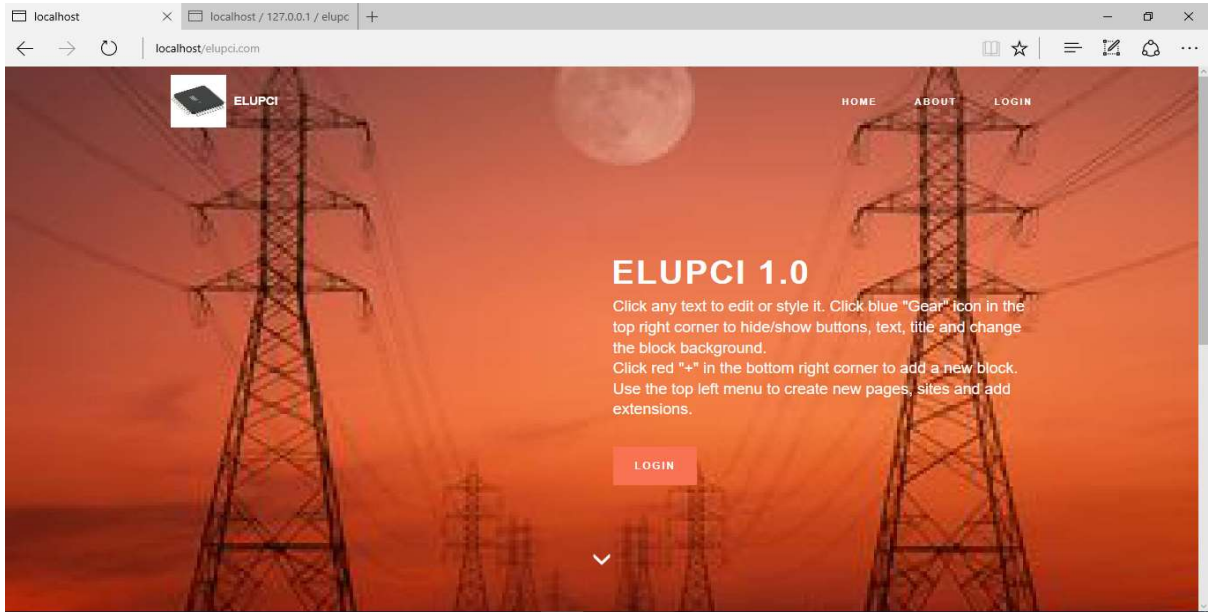 localhost
localhost / 127.0.0.1 / elupc
localhost/elupci.com
ELUPCI
HOME ABOUT LOGIN
ELUPCI 1.0
Click any text to edit or style it. Click blue "Gear" icon in the
top right corner to hide/show buttons, text, title and change
the block background.
Click red "+" in the bottom right corner to add a new block.
Use the top left menu to create new pages, sites and add
extensions.
LOGIN